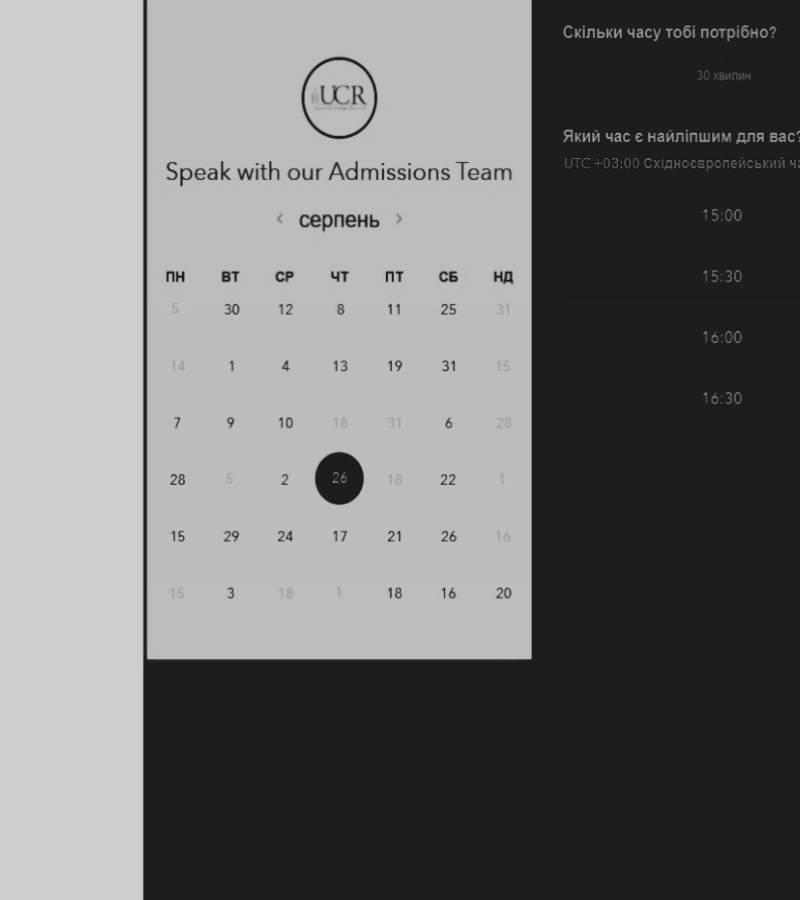 UCR
Speak with our Admissions Team
< серпень >
ПН ВТ СР ЧТ ПТ СБ НД
5 30 12 8 11 25 31
14 1 4 13 19 31 15
7 9 10 18 31 6 28
28 5 2 26 18 22 1
15 29 24 17 21 26 16
15 3 18 1 18 16 20
Скільки часу тобі потрібно?
30 хвилин
Який час є найліпшим для вас?
UTC +03:00 Східноєвропейський
15:00
15:30
16:00
16:30